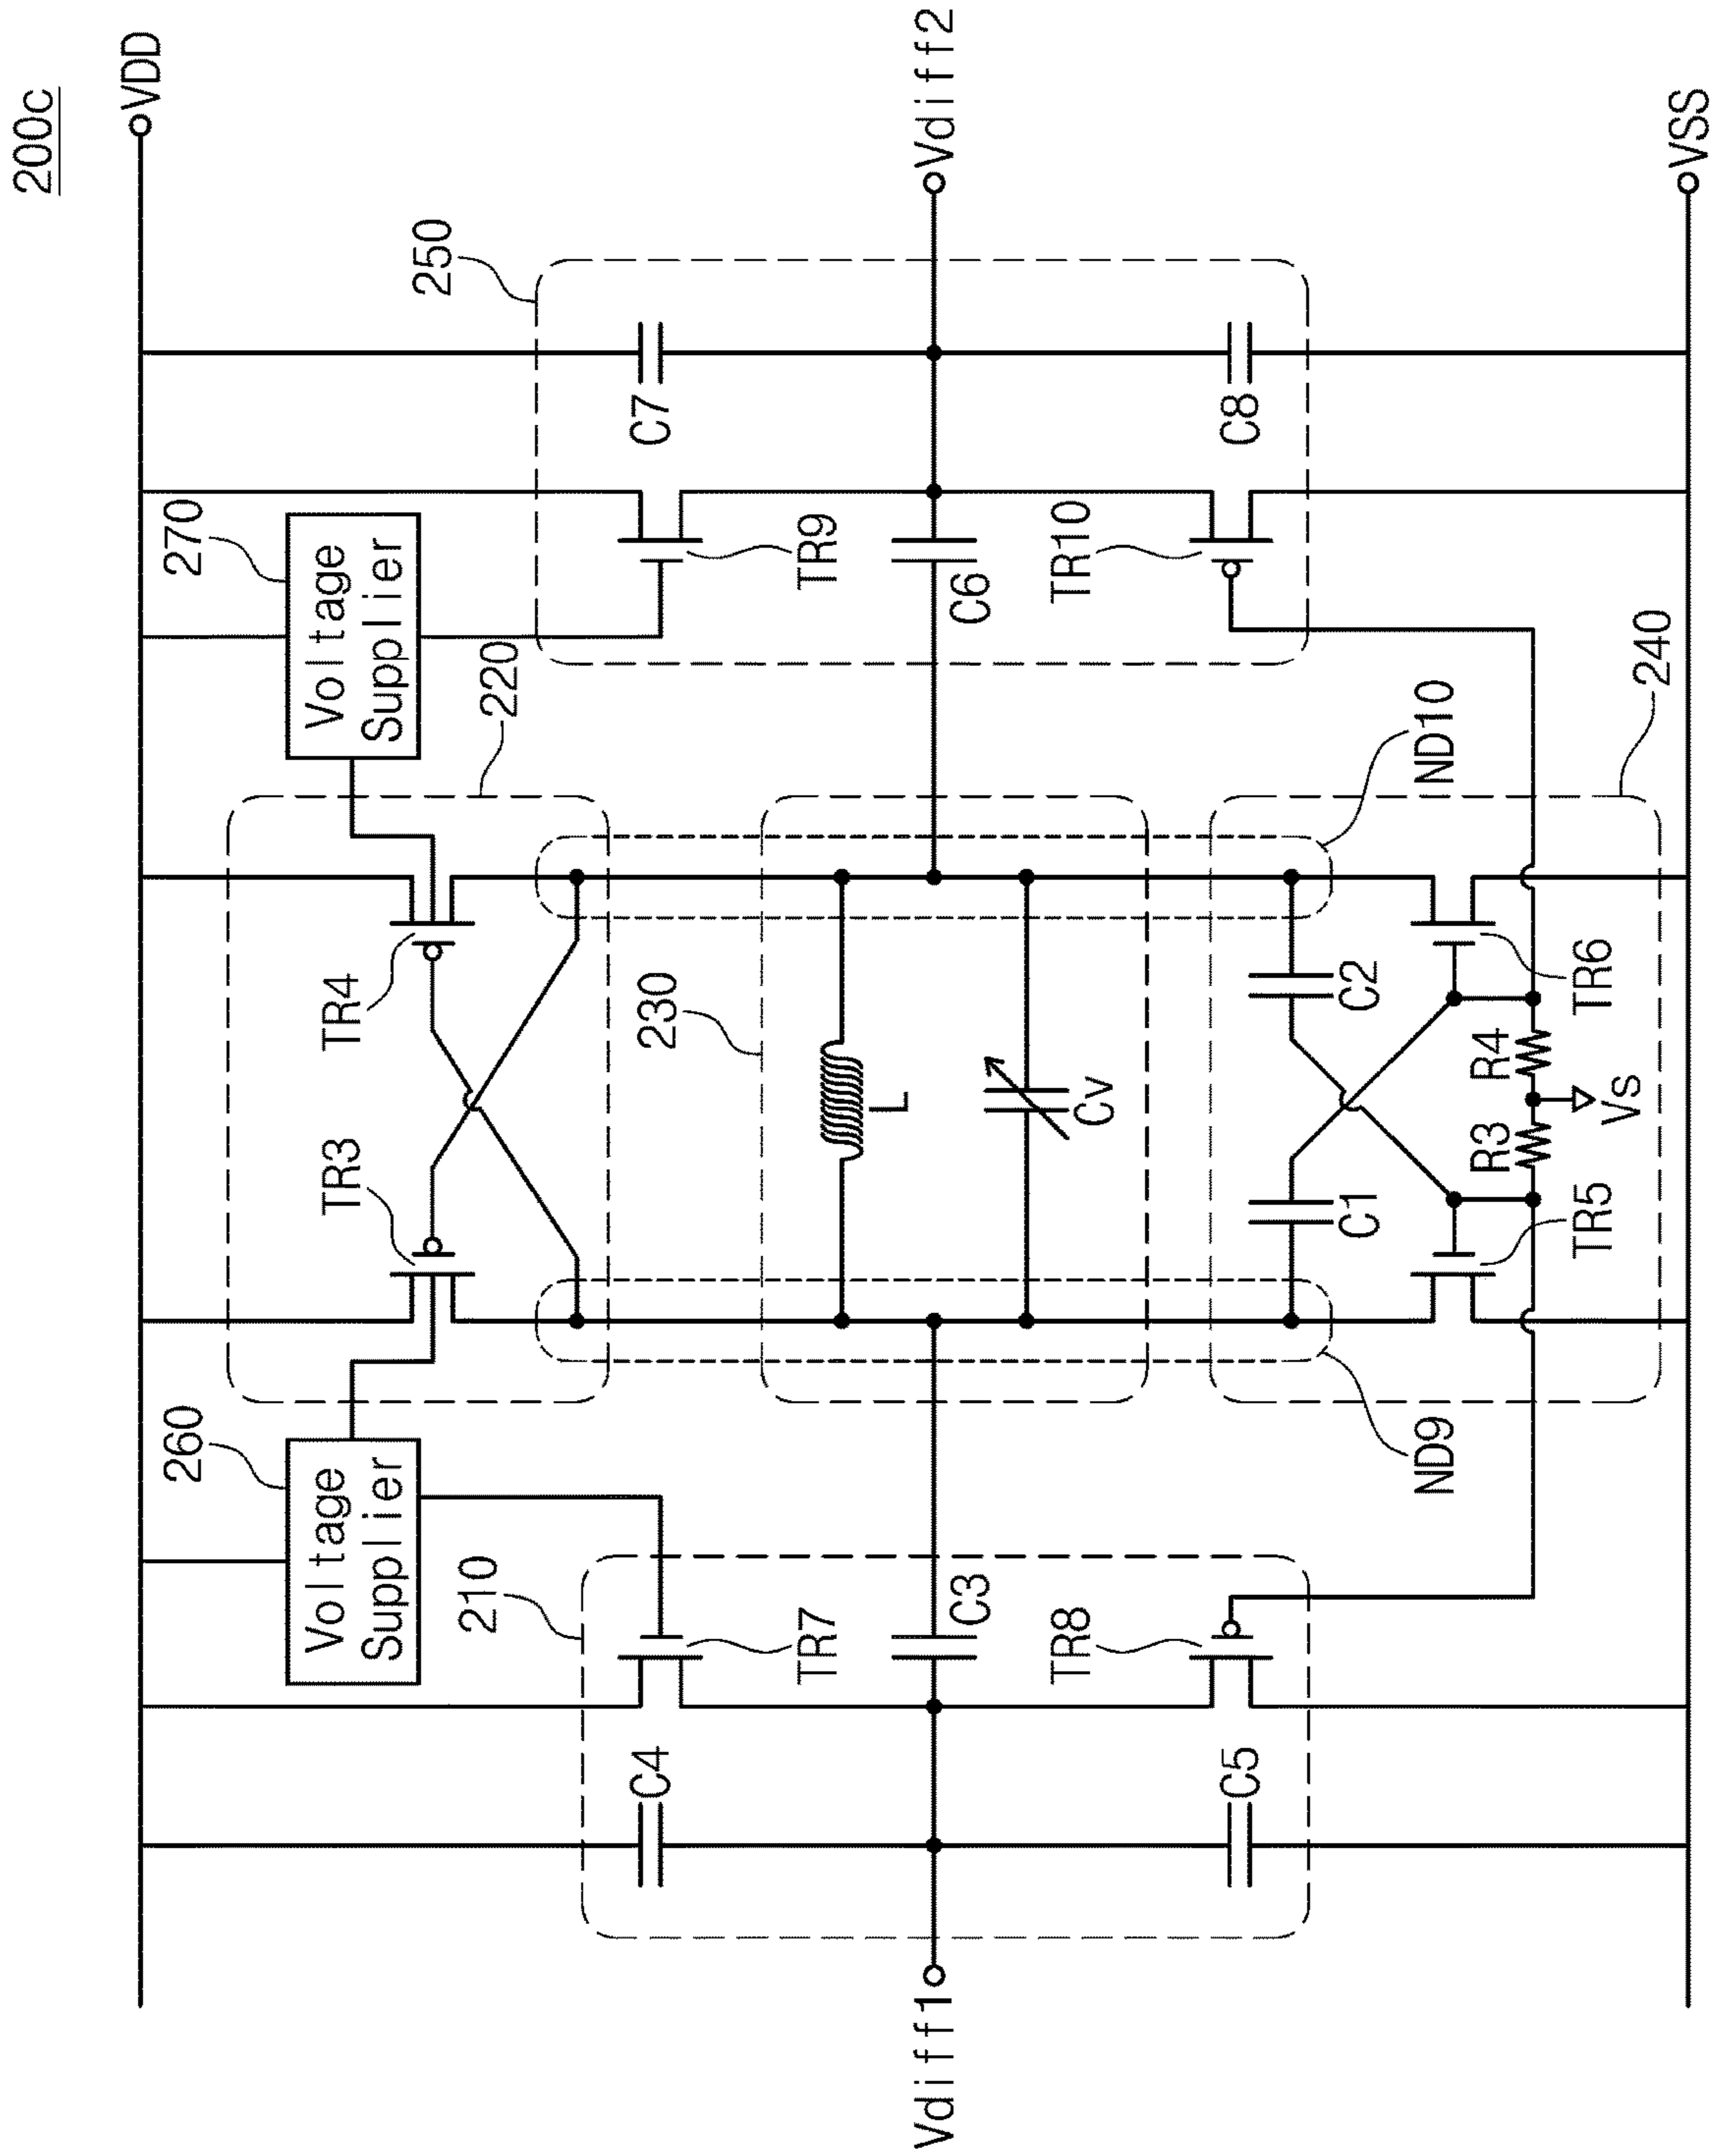 200c
VDD
260
Voltage
Supplier
270
Voltage
Supplier
TR3
TR4
220
210
250
C4
TR7
TR9
C7
230
L
Vdiff1
C3
C6
Vdiff2
Cv
TR8
TR10
C5
C1
C2
C8
ND9
ND10
R3
R4
TR5
Vs
TR6
240
VSS